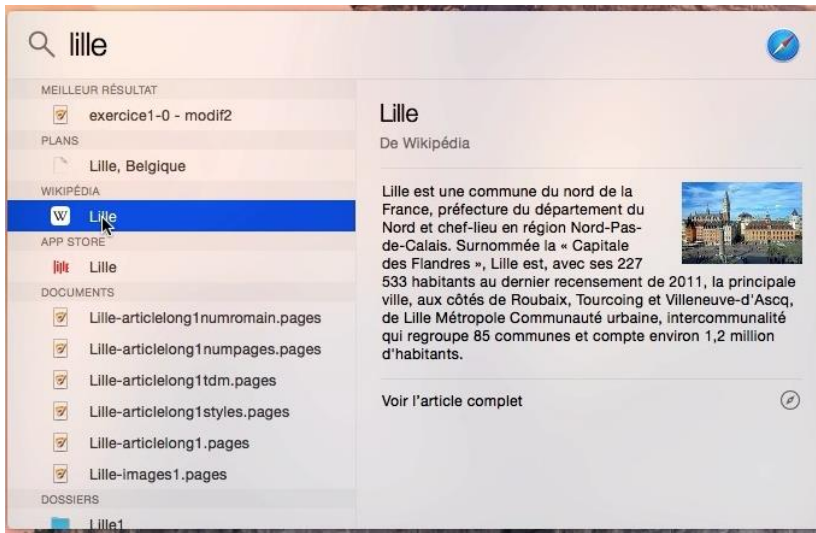 lille
MEILLEUR RÉSULTAT
exercice1-0 - modif2
PLANS
Lille, Belgique
WIKIPÉDIA
W Lille
APP STORE
lille Lille
DOCUMENTS
Lille-articlelong1numromain.pages
Lille-articlelong1numpages.pages
Lille-articlelong1tdm.pages
Lille-articlelong1styles.pages
Lille-articlelong1.pages
Lille-images1.pages
DOSSIERS
Lille1
Lille
De Wikipédia
Lille est une commune du nord de la
France, préfecture du département du
Nord et chef-lieu en région Nord-Pas-
de-Calais. Surnommée la « Capitale
des Flandres », Lille est, avec ses 227
533 habitants au dernier recensement de 2011, la principale
ville, aux côtés de Roubaix, Tourcoing et Villeneuve-d'Ascq,
de Lille Métropole Communauté urbaine, intercommunalité
qui regroupe 85 communes et compte environ 1,2 million
d'habitants.
Voir l'article complet